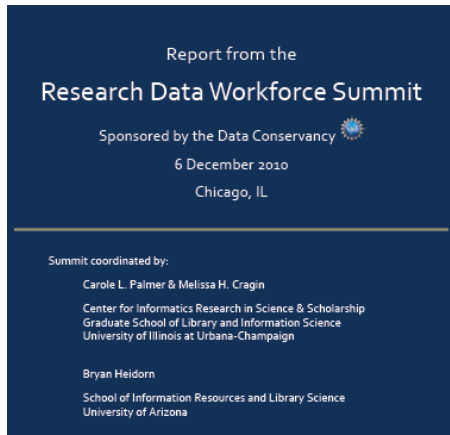 Report from the
Research Data Workforce Summit
Sponsored by the Data Conservancy
6 December 2010
Chicago, IL
Summit coordinated by:
Carole L. Palmer & Melissa H. Cragin
Center for Informatics Research in Science & Scholarship
Graduate School of Library and Information Science
University of Illinois at Urbana-Champaign
Bryan Heidorn
School of Information Resources and Library Science
University of Arizona